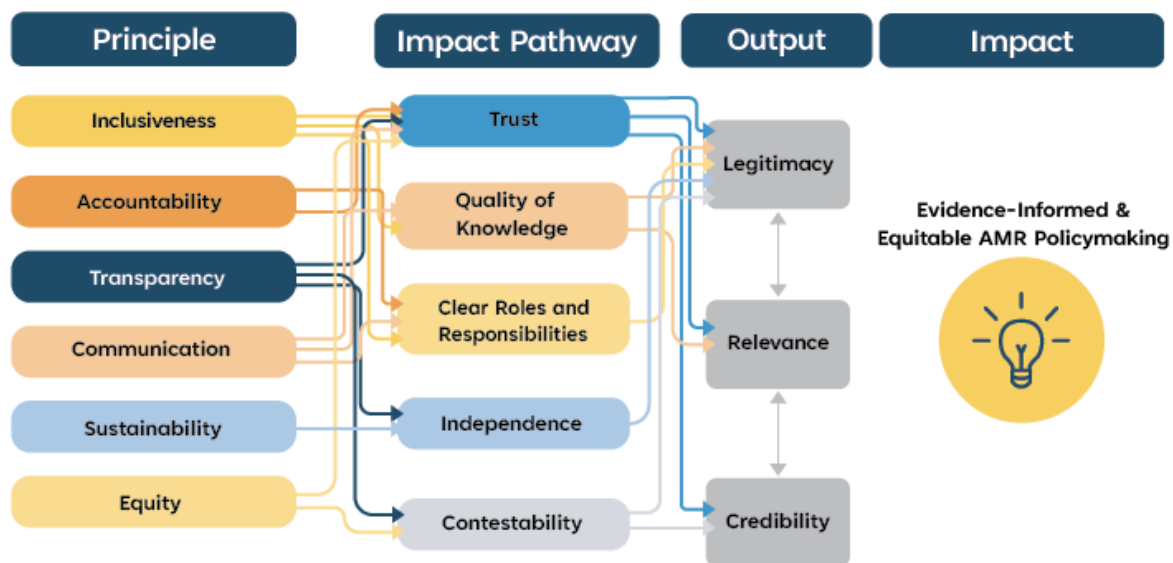 Principle
Impact Pathway
Output
Impact
Inclusiveness
Accountability
Transparency
Communication
Sustainability
Equity
Trust
Quality of
Knowledge
Clear Roles and
Responsibilities
Independence
Contestability
Legitimacy
Relevance
Credibility
Evidence-Informed &
Equitable AMR Policymaking